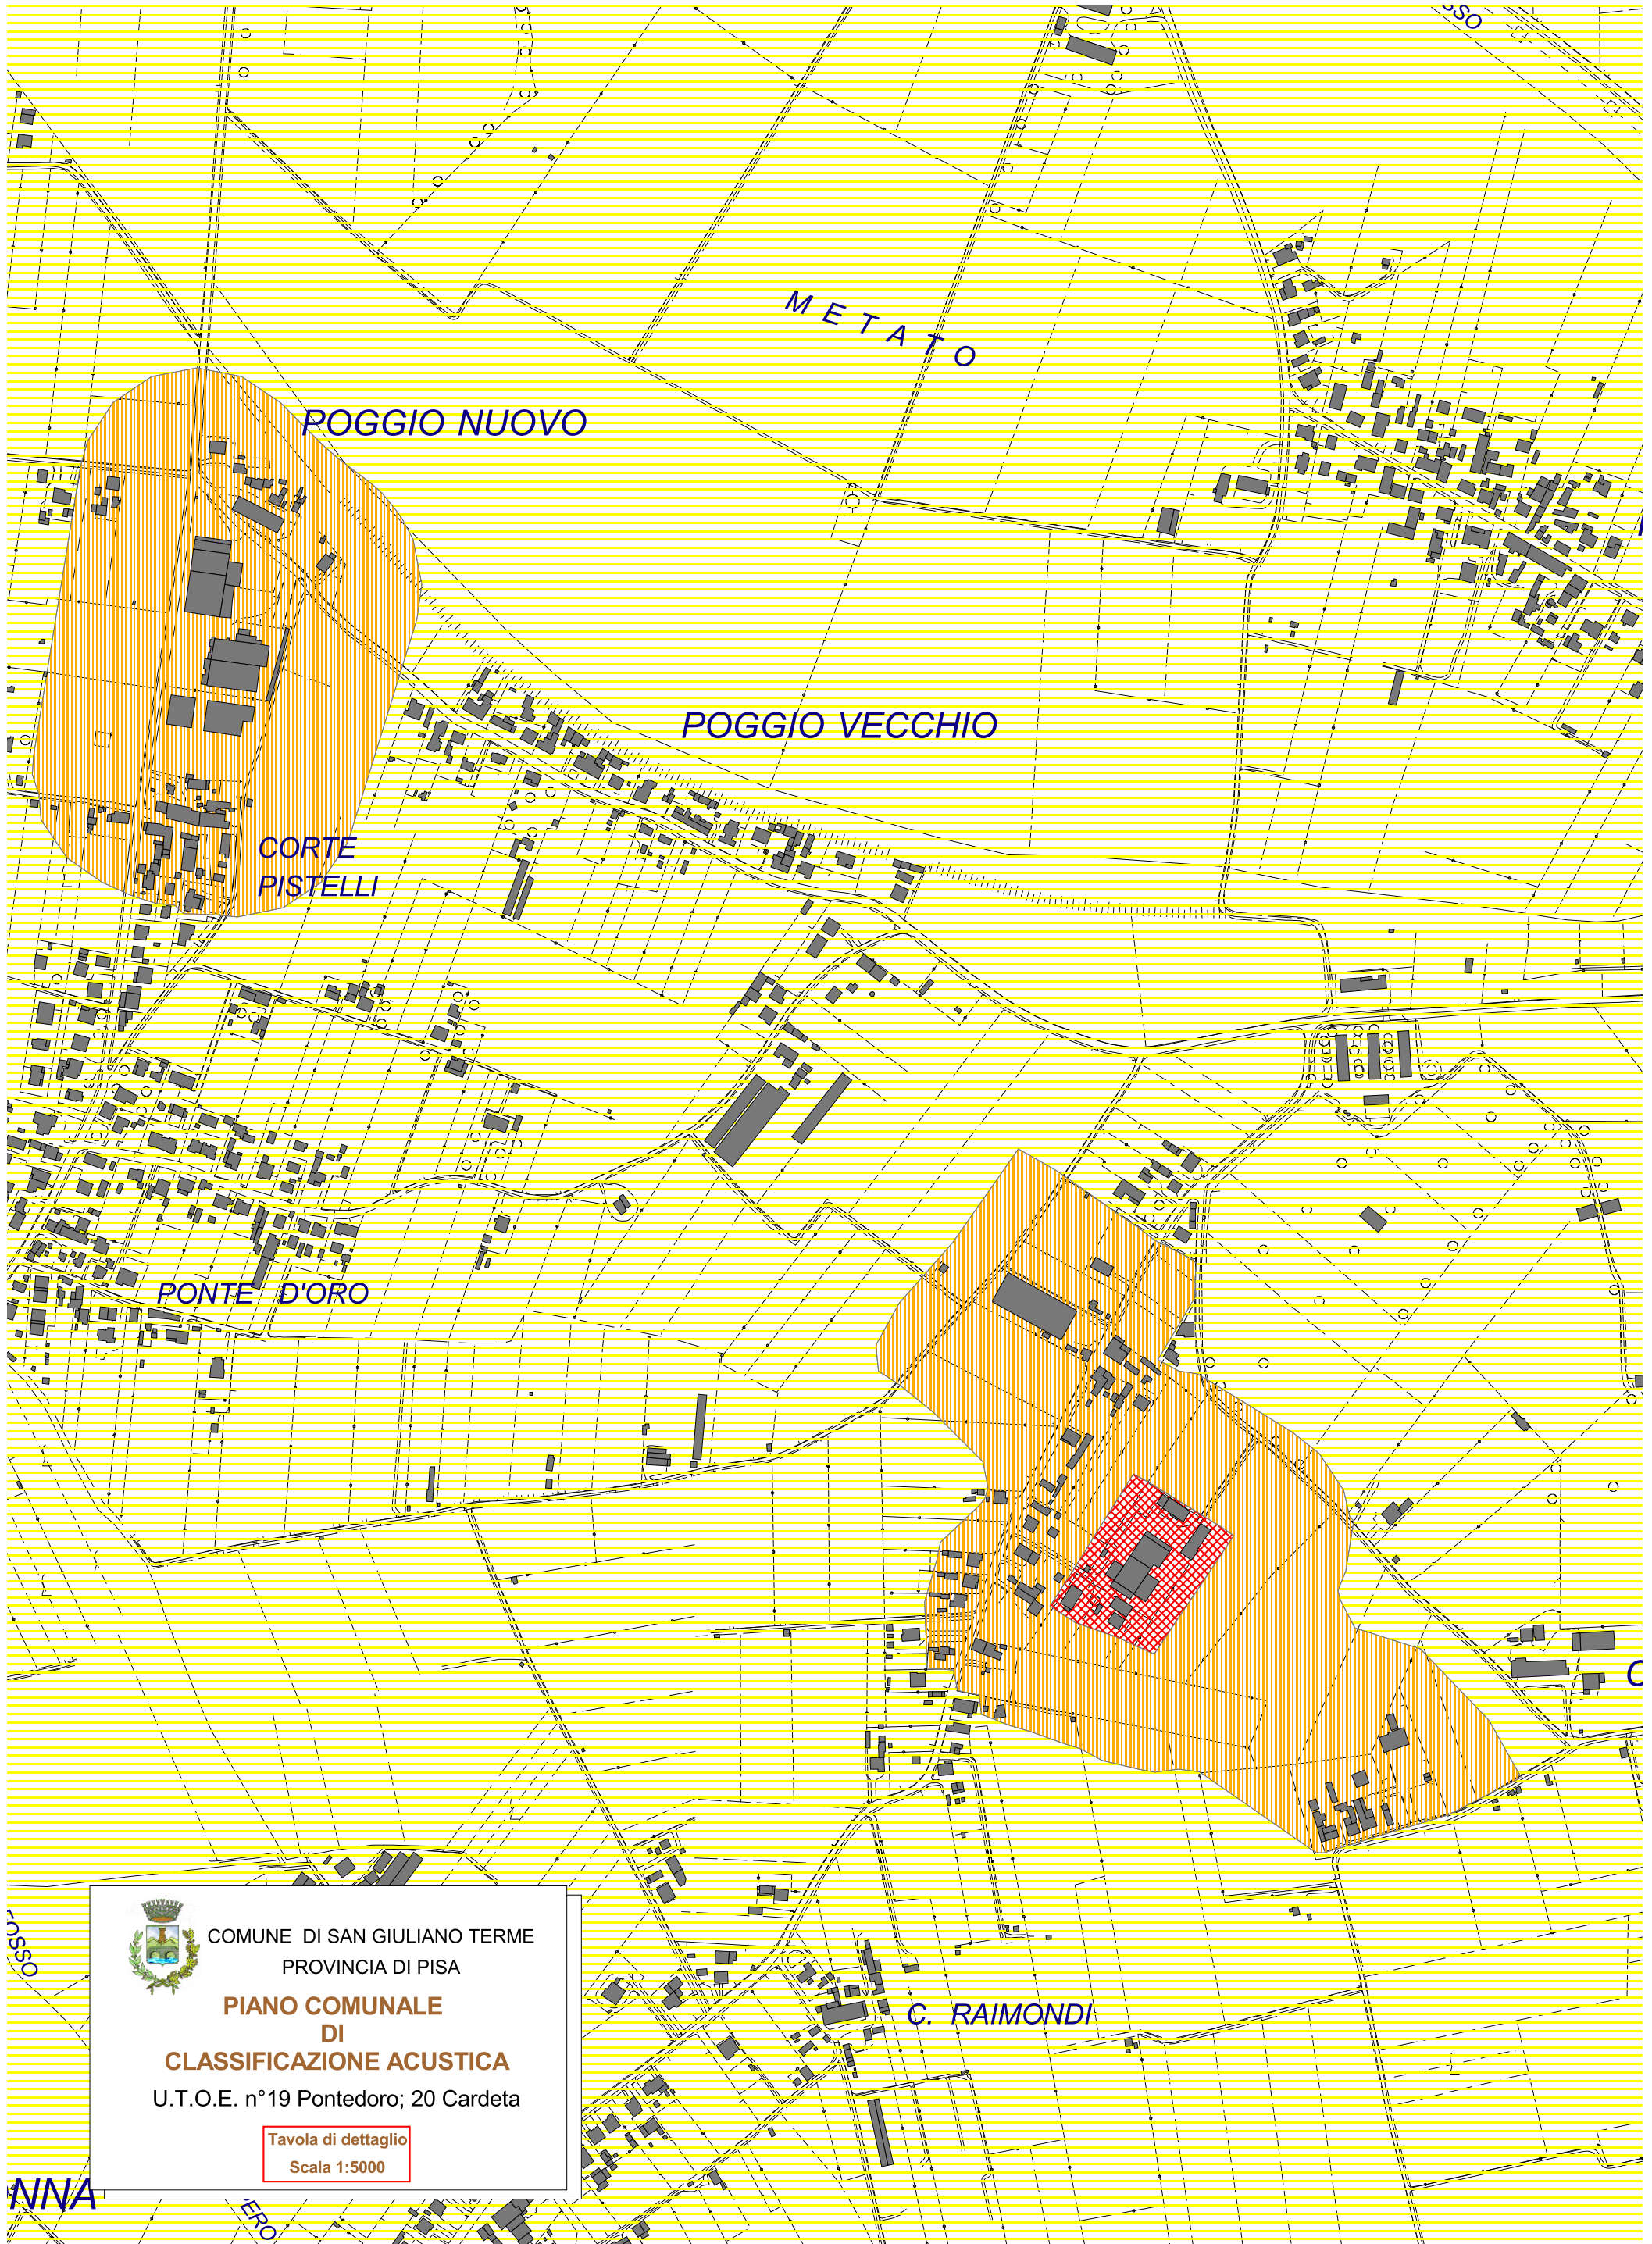 METATO
POGGIO NUOVO
POGGIO VECCHIO
CORTE
PISTELLI
PONTE D'ORO
C. RAIMONDI
COMUNE DI SAN GIULIANO TERME
PROVINCIA DI PISA
PIANO COMUNALE
DI
CLASSIFICAZIONE ACUSTICA
U.T.O.E. n°19 Pontedoro; 20 Cardeta
Tavola di dettaglio
Scala 1:5000
NNA